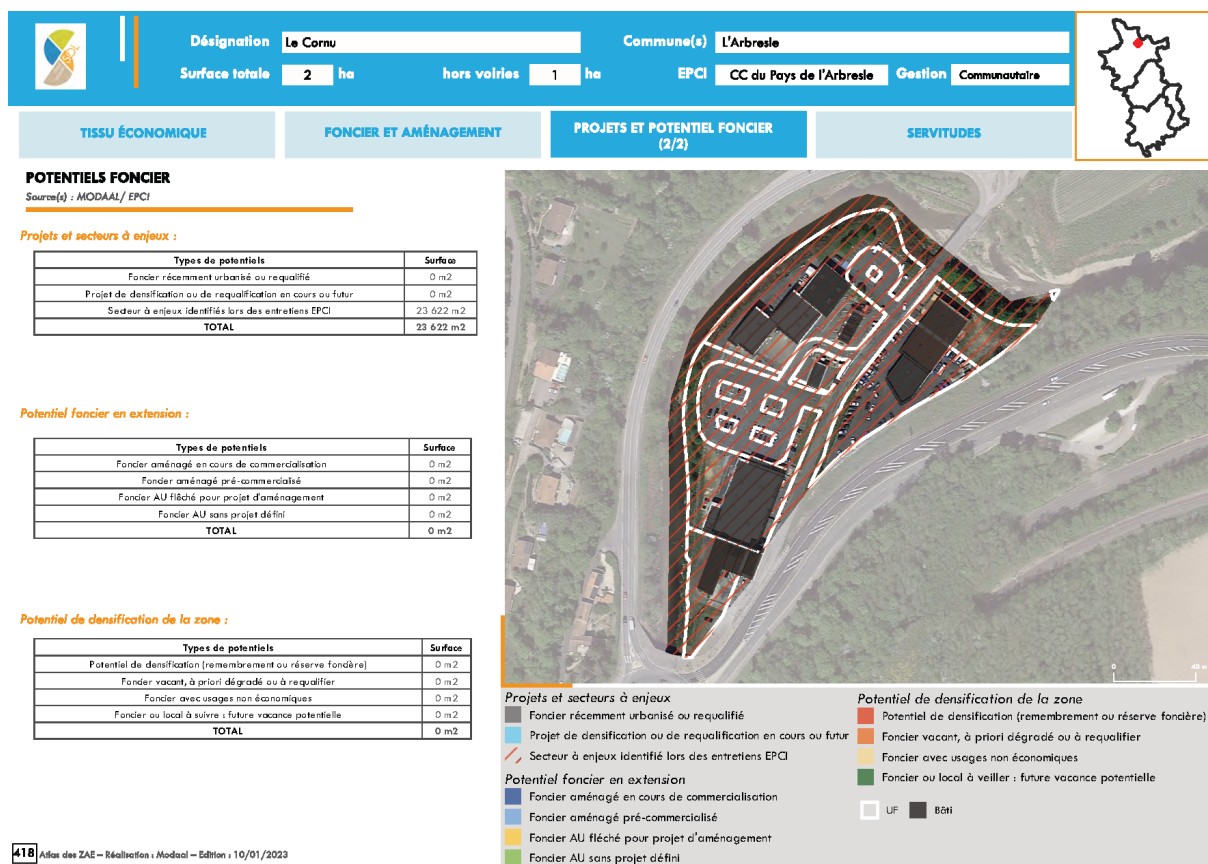 Désignation Le Cornu Commune(s) L'Arbresle
Surface totale 2 ha hors voiries 1 ha EPCI CC du Pays de l'Arbresle Gestion Communautaire
TISSU ÉCONOMIQUE
FONCIER ET AMÉNAGEMENT
PROJETS ET POTENTIEL FONCIER
(2/2)
SERVITUDES
POTENTIELS FONCIER
Source(s) : MODAAL/ EPCI
Projets et secteurs à enjeux :
Types de potentiels Surface
Foncier récemment urbanisé ou requalifié 0 m2
Projet de densification ou de requalification en cours ou futur 0 m2
Secteur à enjeux identifiés lors des entretiens EPCI 23 622 m2
TOTAL 23 622 m2
Potentiel foncier en extension :
Types de potentiels Surface
Foncier aménagé en cours de commercialisation 0 m2
Foncier aménagé pré-commercialisé 0 m2
Foncier AU flêché pour projet d'aménagement 0 m2
Foncier AU sans projet défini 0 m2
TOTAL 0 m2
Potentiel de densification de la zone :
Types de potentiels Surface
Potentiel de densification (remembrement ou réserve foncière) 0 m2
Foncier vacant, à priori dégradé ou à requalifier 0 m2
Foncier avec usages non économiques 0 m2
Foncier ou local à suivre : future vacance potentielle 0 m2
TOTAL 0 m2
0 40 m
Projets et secteurs à enjeux
Foncier récemment urbanisé ou requalifié
Projet de densification ou de requalification en cours ou futur
Secteur à enjeux identifié lors des entretiens EPCI
Potentiel foncier en extension
Foncier aménagé en cours de commercialisation
Foncier aménagé pré-commercialisé
Foncier AU fléché pour projet d'aménagement
Foncier AU sans projet défini
Potentiel de densification de la zone
Potentiel de densification (remembrement ou réserve foncière)
Foncier vacant, à priori dégradé ou à requalifier
Foncier avec usages non économiques
Foncier ou local à veiller : future vacance potentielle
UF Bâti
418 Atlas des ZAE – Réalisation : Modaal – Edition : 10/01/2023